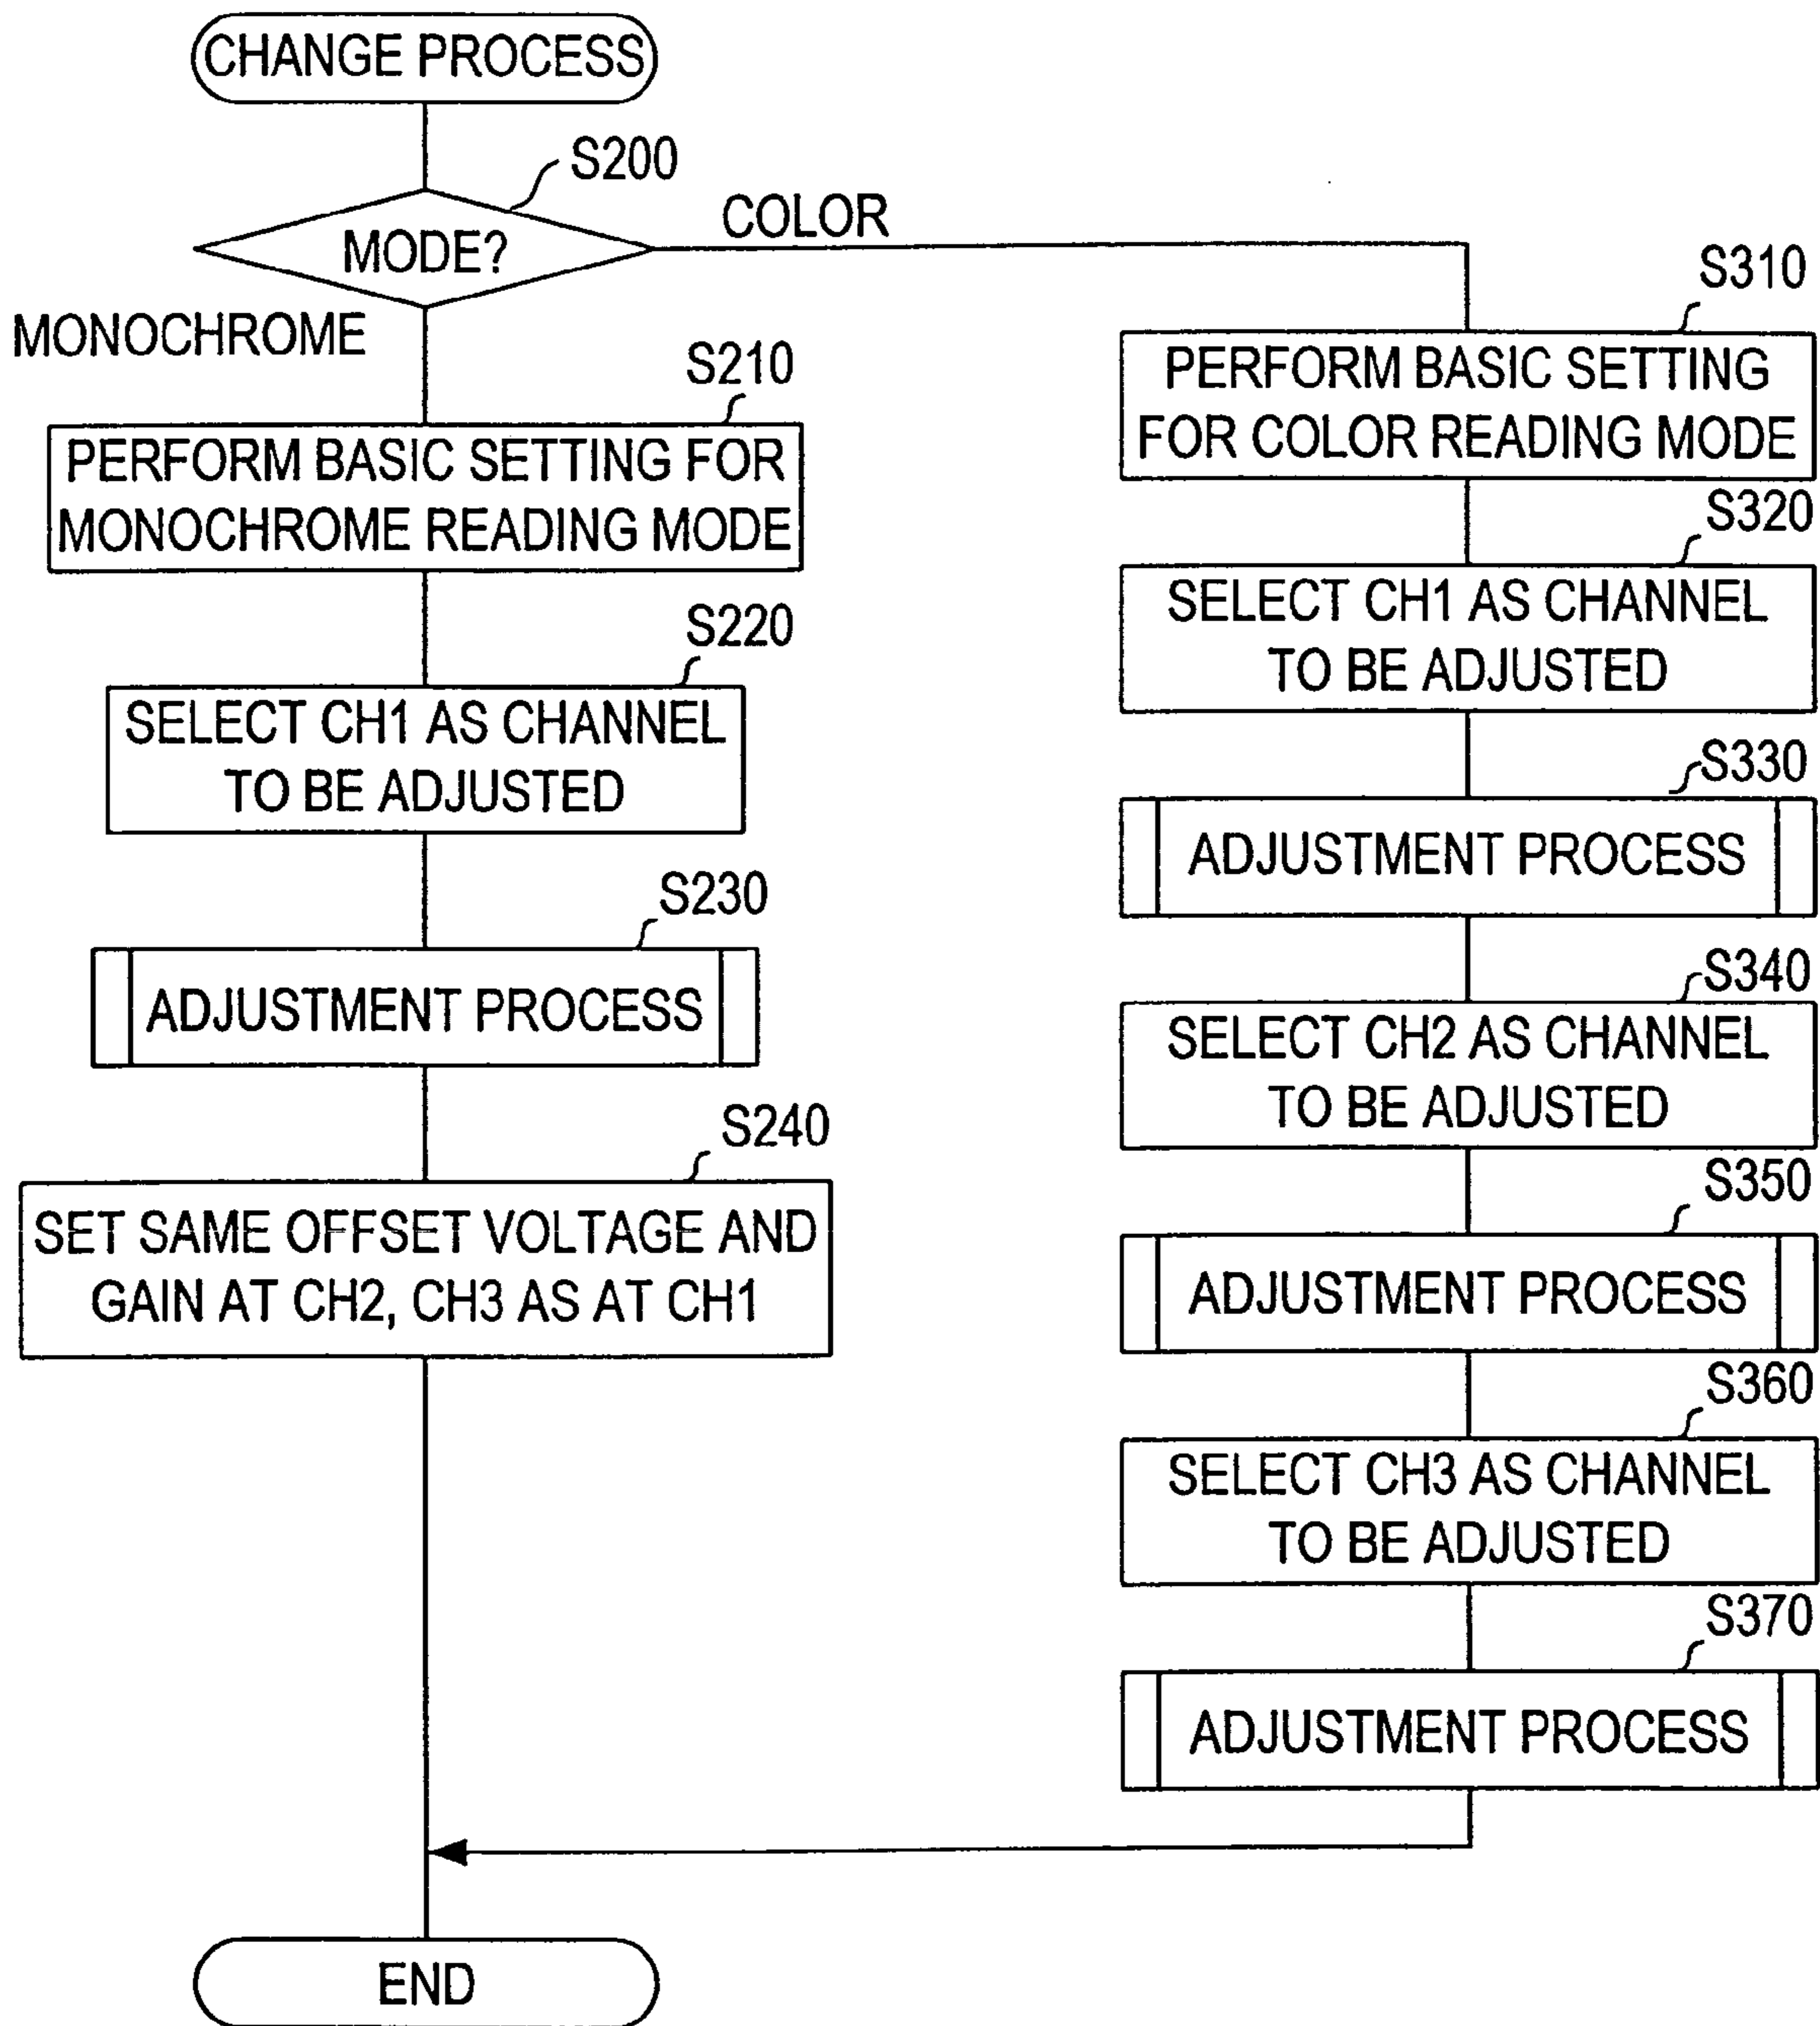 CHANGE PROCESS
S200
MODE?
COLOR
MONOCHROME
S210
PERFORM BASIC SETTING FOR
MONOCHROME READING MODE
S220
SELECT CH1 AS CHANNEL
TO BE ADJUSTED
S230
ADJUSTMENT PROCESS
S240
SET SAME OFFSET VOLTAGE AND
GAIN AT CH2, CH3 AS AT CH1
S310
PERFORM BASIC SETTING
FOR COLOR READING MODE
S320
SELECT CH1 AS CHANNEL
TO BE ADJUSTED
S330
ADJUSTMENT PROCESS
S340
SELECT CH2 AS CHANNEL
TO BE ADJUSTED
S350
ADJUSTMENT PROCESS
S360
SELECT CH3 AS CHANNEL
TO BE ADJUSTED
S370
ADJUSTMENT PROCESS
END